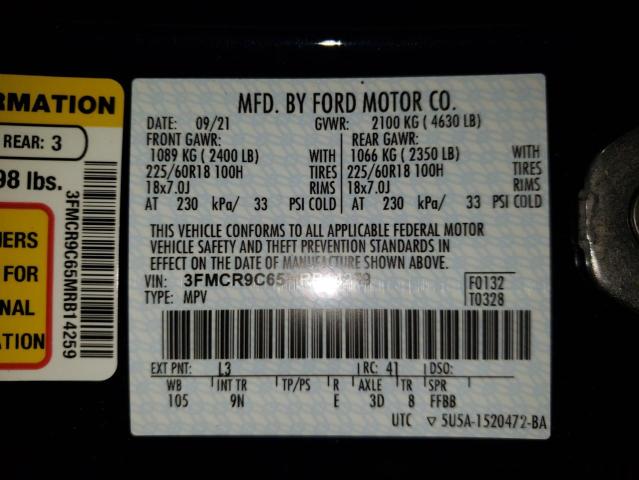 RMATION
REAR: 3
98 lbs.
JERS
FOR
NAL
TION
3FMCR9C65MRB14259
MFD. BY FORD MOTOR CO.
DATE: 09/21 GVWR: 2100 KG ( 4630 LB)
FRONT GAWR: REAR GAWR:
1089 KG ( 2400 LB) WITH 1066 KG ( 2350 LB) WITH
225/60R18 100H TIRES 225/60R18 100H TIRES
18x7.0J RIMS 18x7.0J RIMS
AT 230 kPa/ 33 PSI COLD AT 230 kPa/ 33 PSI COLD
THIS VEHICLE CONFORMS TO ALL APPLICABLE FEDERAL MOTOR
VEHICLE SAFETY AND THEFT PREVENTION STANDARDS IN
EFFECT ON THE DATE OF MANUFACTURE SHOWN ABOVE.
VIN: 3FMCR9C65MRB14259
TYPE: MPV
F0132
T0328
EXT PNT: L3 RC: 41 DSO:
WB INT TR TP/PS R AXLE TR SPR
105 9N E 3D 8 FFBB
UTC ▽ 5U5A-1520472-BA